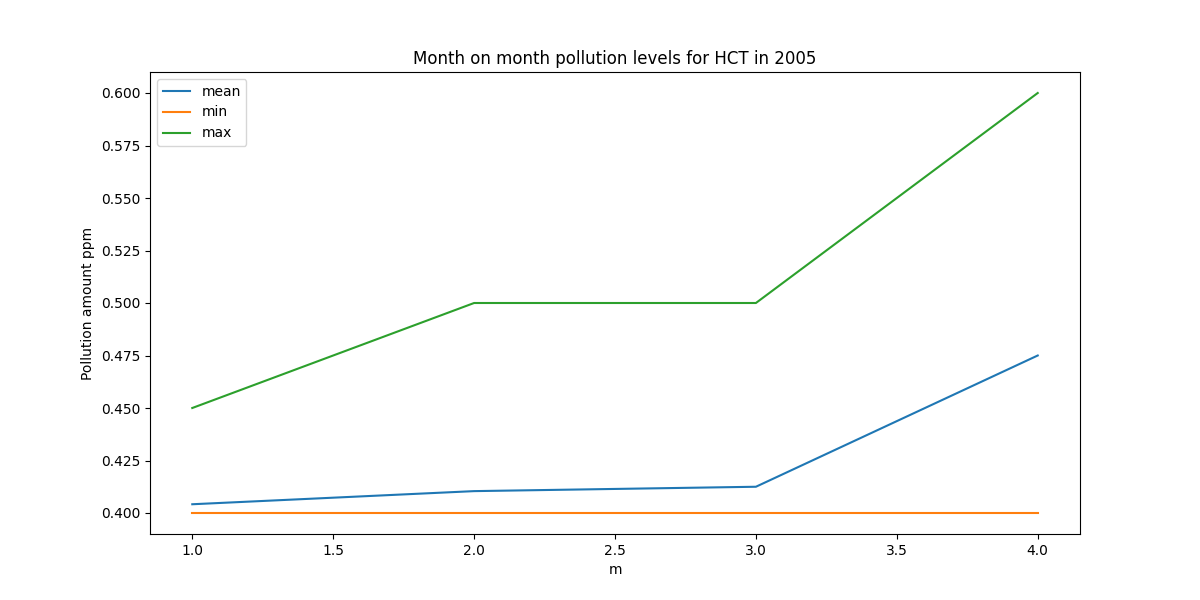 Month on month pollution levels for HCT in 2005
mean
min
max
0.600
0.575
0.550
0.525
0.500
0.475
0.450
0.425
0.400
Pollution amount ppm
1.0 1.5 2.0 2.5 3.0 3.5 4.0
m